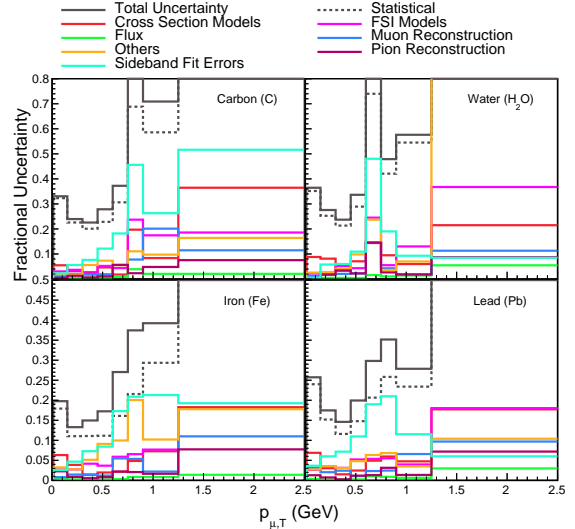 Total Uncertainty Statistical
Cross Section Models FSI Models
Flux Muon Reconstruction
Others Pion Reconstruction
Sideband Fit Errors
Fractional Uncertainty
0.8
0.7
0.6
0.5
0.4
0.3
0.2
0.1
0
Carbon (C)
Water (H2O)
0.45
0.4
0.35
0.3
0.25
0.2
0.15
0.1
0.05
0
Iron (Fe)
Lead (Pb)
0 0.5 1 1.5 2 2.5 0.5 1 1.5 2 2.5
pμ,T (GeV)